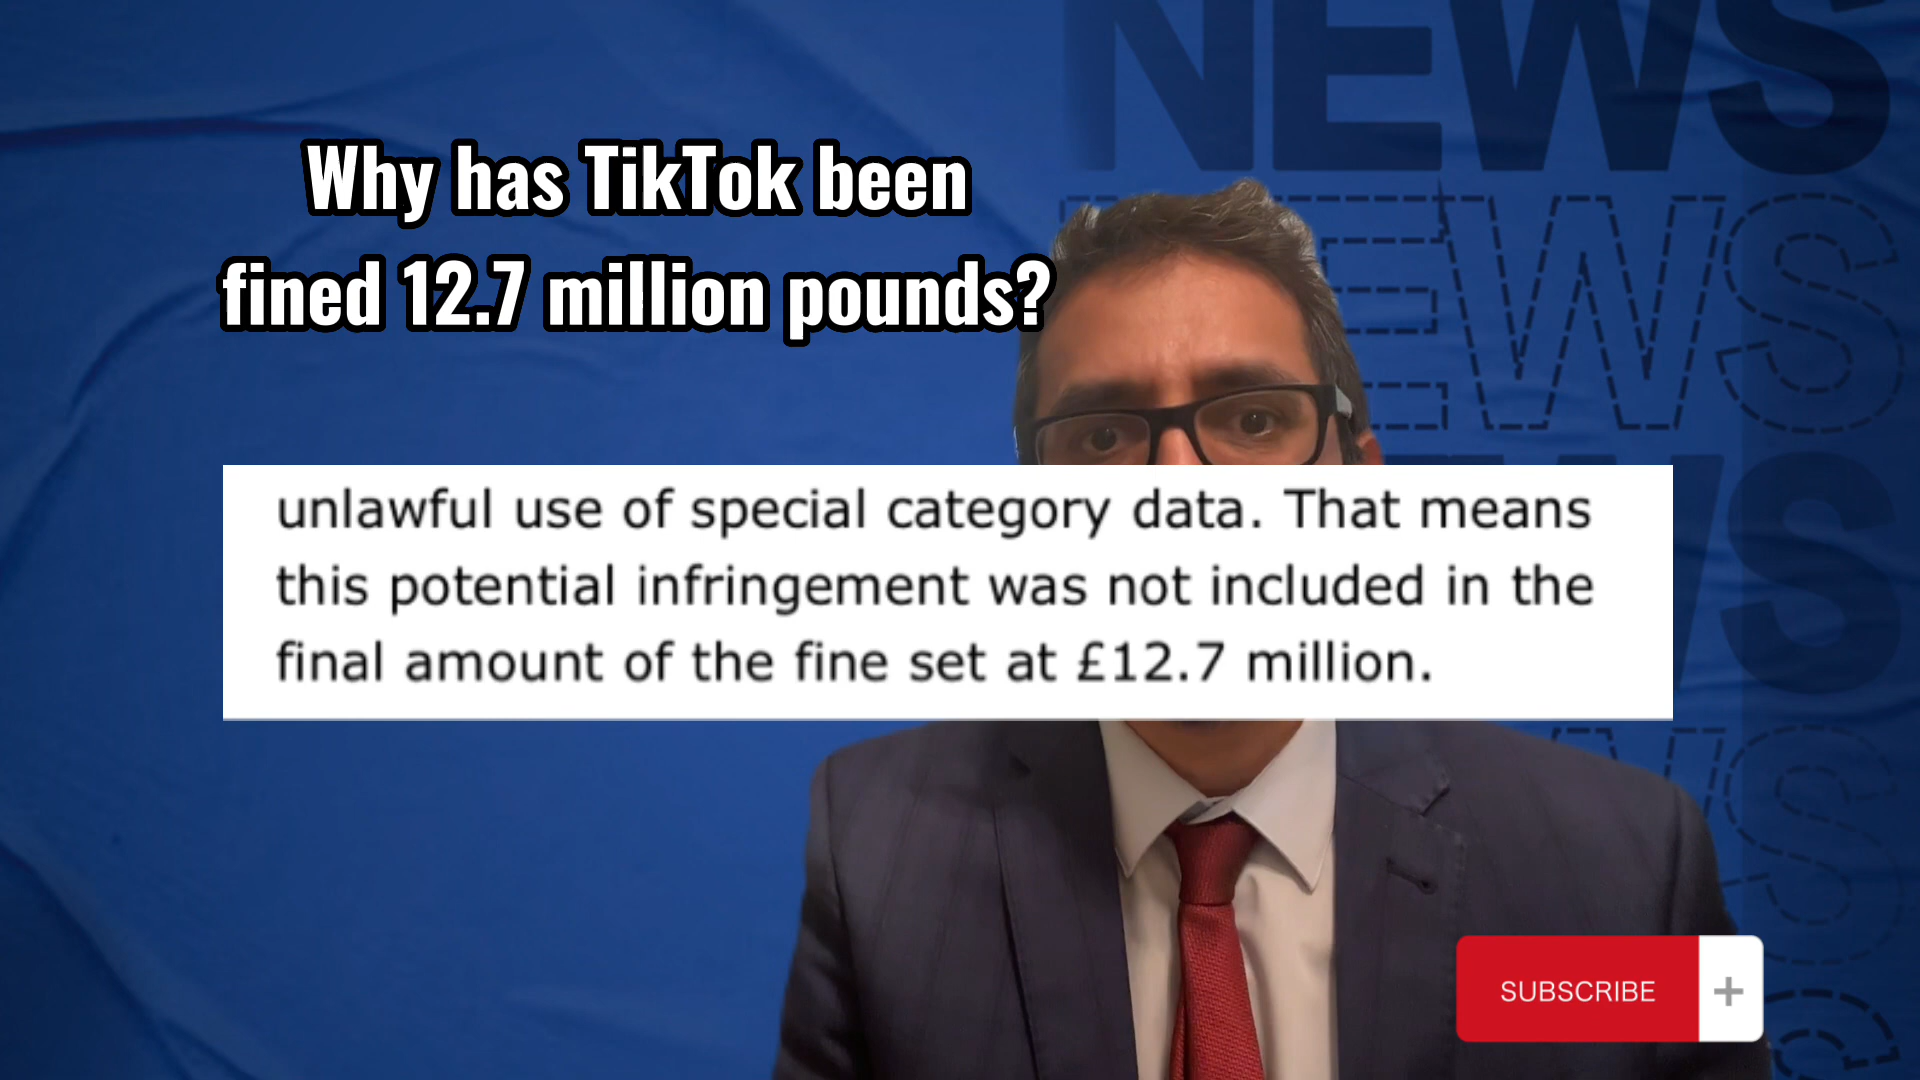 NEWS
NEWS
Why has TikTok been
fined 12.7 million pounds?
unlawful use of special category data. That means
this potential infringement was not included in the
final amount of the fine set at £12.7 million.
SUBSCRIBE +